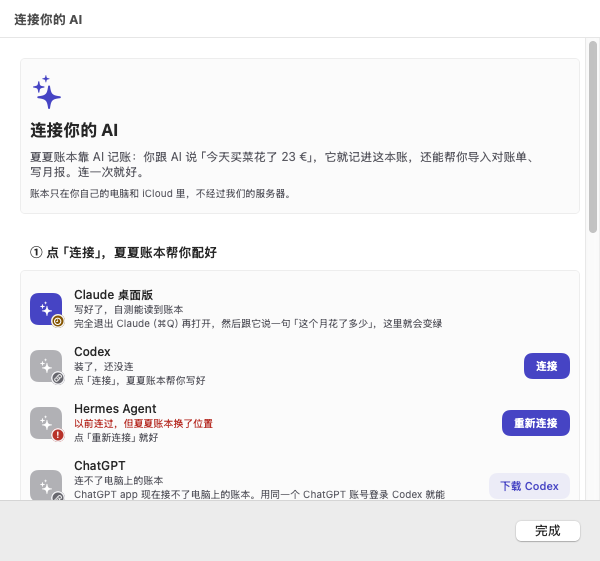 连接你的 AI
连接你的 AI
夏夏账本靠 AI 记账：你跟 AI 说「今天买菜花了 23 €」，它就记进这本账，还能帮你导入对账单、
写月报。连一次就好。
账本只在你自己的电脑和 iCloud 里，不经过我们的服务器。
① 点「连接」，夏夏账本帮你配好
Claude 桌面版
写好了，自测能读到账本
完全退出 Claude (⌘Q) 再打开，然后跟它说一句「这个月花了多少」，这里就会变绿
Codex
装了，还没连
点「连接」，夏夏账本帮你写好
连接
Hermes Agent
以前连过，但夏夏账本换了位置
点「重新连接」就好
重新连接
ChatGPT
连不了电脑上的账本
ChatGPT app 现在接不了电脑上的账本。用同一个 ChatGPT 账号登录 Codex 就能
下载 Codex
完成